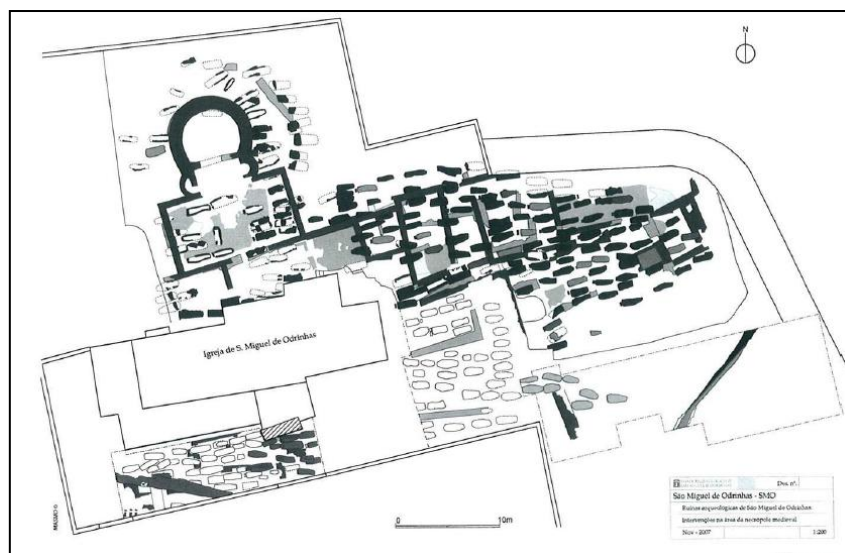 N
Igreja de S. Miguel de Odrinhas
0
10m
Des. nº.
São Miguel de Odrinhas - SMO
Ruínas arqueológicas de São Miguel de Odrinhas
Intervenções na área da necrópole medieval
Nov - 2007
1:200